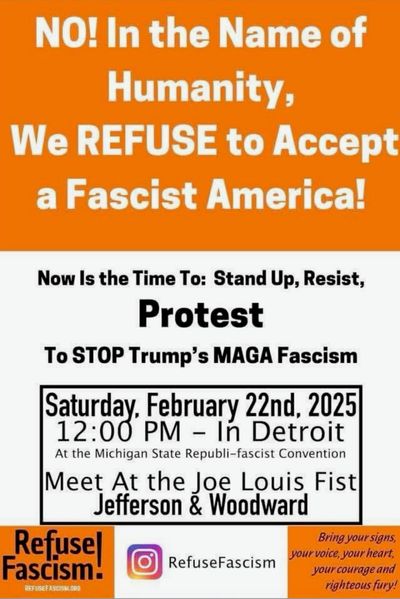 NO! In the Name of
Humanity,
We REFUSE to Accept
a Fascist America!
Now Is the Time To: Stand Up, Resist,
Protest
To STOP Trump's MAGA Fascism
Saturday, February 22nd, 2025
12:00 PM – In Detroit
At the Michigan State Republi-fascist Convention
Meet At the Joe Louis Fist
Jefferson & Woodward
Refuse!
Fascism!
REFUSEFASCISM.ORG
RefuseFascism
Bring your signs,
your voice, your heart,
your courage and
righteous fury!